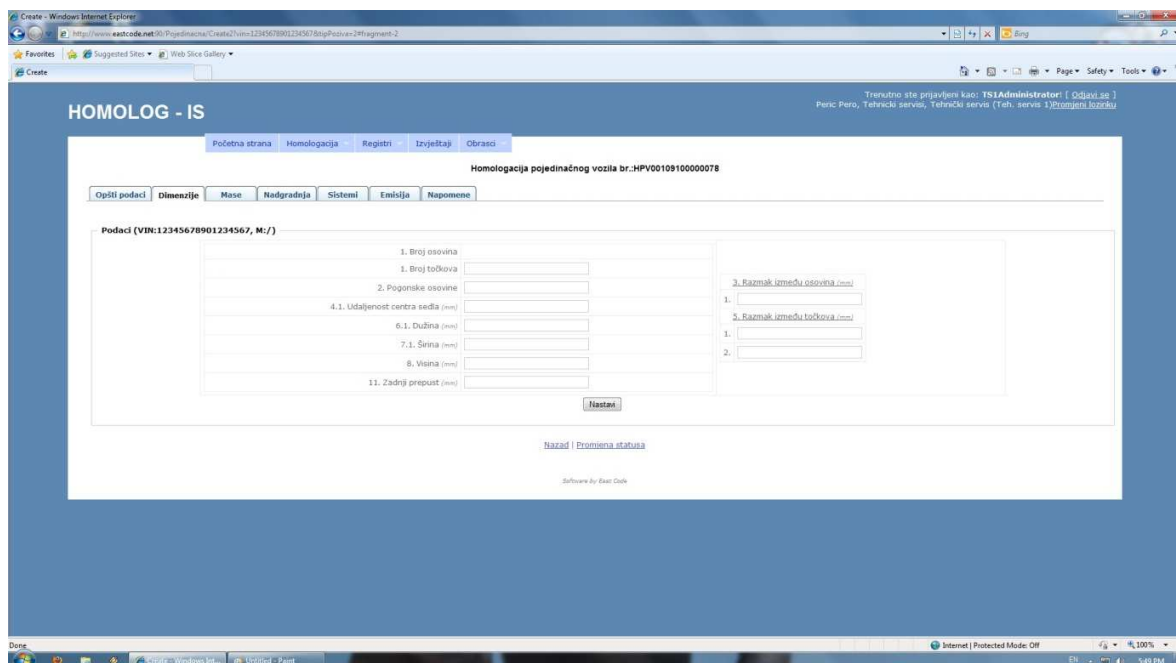 Create - Windows Internet Explorer
http://www.eastcode.net:90/Pojedinacna/Create2?vin=12345678901234567&tipPoziva=2#fragment-2
Bing
Favorites Suggested Sites Web Slice Gallery
Create
Page Safety Tools
Trenutno ste prijavljeni kao: TS1Administrator! [ Odjavi se ]
HOMOLOG - IS
Peric Pero, Tehnicki servisi, Tehnički servis (Teh. servis 1)Promjeni lozinku
Početna strana Homologacija Registri Izvještaji Obrasci
Homologacija pojedinačnog vozila br.:HPV00109100000078
Opšti podaci Dimenzije Mase Nadgradnja Sistemi Emisija Napomene
Podaci (VIN:12345678901234567, M:/)
1. Broj osovina
1. Broj točkova
2. Pogonske osovine
4.1. Udaljenost centra sedla (mm)
6.1. Dužina (mm)
7.1. Širina (mm)
8. Visina (mm)
11. Zadnji prepust (mm)
3. Razmak između osovina (mm)
1.
5. Razmak između točkova (mm)
1.
2.
Nastavi
Nazad | Promjena statusa
Software by East Code
Done
Internet | Protected Mode: Off
100%
Create - Windows Int...
Untitled - Paint
EN
5:49 PM